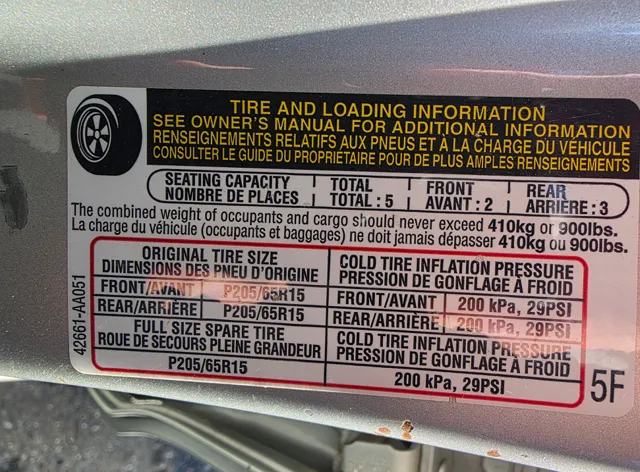 TIRE AND LOADING INFORMATION
SEE OWNER'S MANUAL FOR ADDITIONAL INFORMATION
RENSEIGNEMENTS RELATIFS AUX PNEUS ET À LA CHARGE DU VÉHICULE
CONSULTER LE GUIDE DU PROPRIETAIRE POUR DE PLUS AMPLES RENSEIGNEMENTS
SEATING CAPACITY TOTAL FRONT REAR
NOMBRE DE PLACES TOTAL : 5 AVANT : 2 ARRIÈRE : 3
The combined weight of occupants and cargo should never exceed 410kg or 900lbs.
La charge du véhicule (occupants et baggages) ne doit jamais dépasser 410kg ou 900lbs.
ORIGINAL TIRE SIZE
DIMENSIONS DES PNEU D'ORIGINE
FRONT/AVANT P205/65R15
REAR/ARRIÈRE P205/65R15
FULL SIZE SPARE TIRE
ROUE DE SECOURS PLEINE GRANDEUR
P205/65R15
COLD TIRE INFLATION PRESSURE
PRESSION DE GONFLAGE À FROID
FRONT/AVANT 200 kPa, 29PSI
REAR/ARRIÈRE 200 kPa, 29PSI
COLD TIRE INFLATION PRESSURE
PRESSION DE GONFLAGE À FROID
200 kPa, 29PSI
5F
42661-AA051